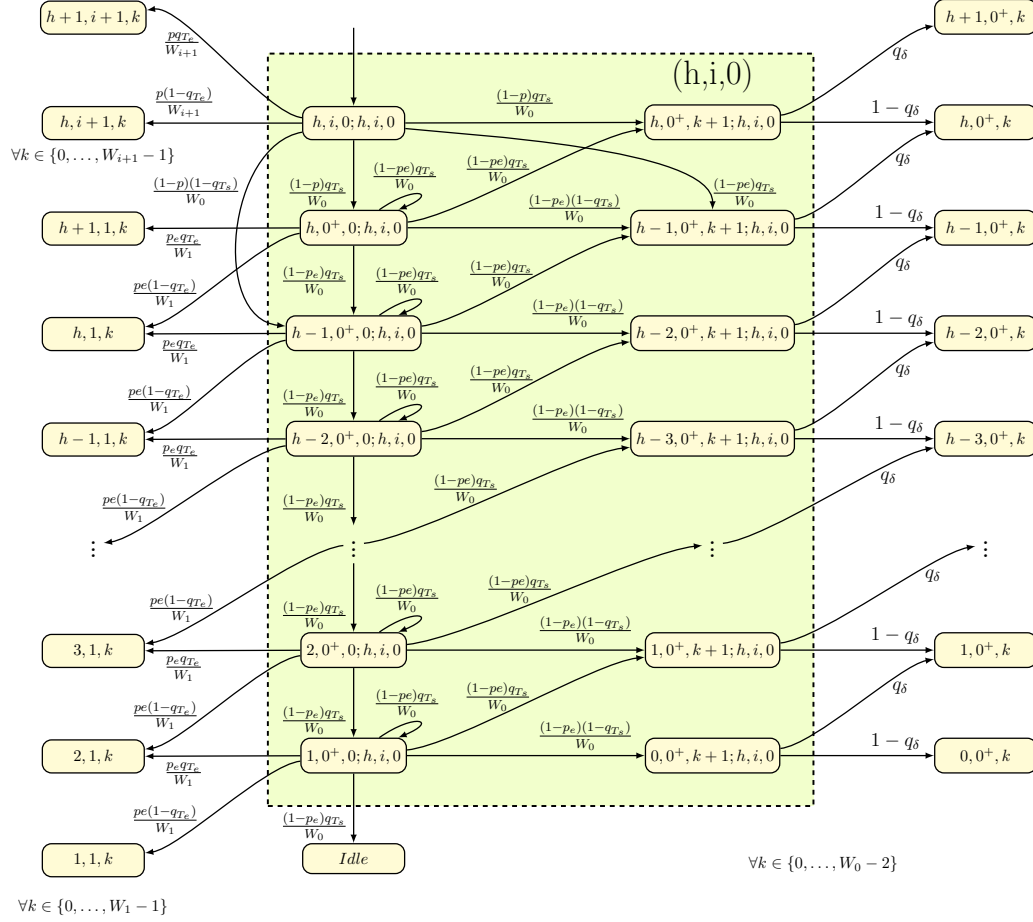 h+1,i+1,k
h+1,0⁺,k
(h,i,0)
pq_{T_e}/W_{i+1}
q_δ
p(1−q_{T_e})/W_{i+1}
(1-p)q_{T_s}/W_0
1 − q_δ
h,i+1,k
h,i,0;h,i,0
h,0⁺,k+1;h,i,0
h,0⁺,k
∀k ∈ {0,…,W_{i+1} − 1}
q_δ
(1−p)(1−q_{T_s})/W_0
(1-p)q_{T_s}/W_0
(1−pe)q_{T_s}/W_0
(1−pe)q_{T_s}/W_0
(1−pe)q_{T_s}/W_0
(1−p_e)(1−q_{T_s})/W_0
1 − q_δ
h+1,1,k
h,0⁺,0;h,i,0
h−1,0⁺,k+1;h,i,0
h−1,0⁺,k
p_eq_{T_e}/W_1
q_δ
pe(1−q_{T_e})/W_1
(1−p_e)q_{T_s}/W_0
(1−pe)q_{T_s}/W_0
(1−pe)q_{T_s}/W_0
(1−p_e)(1−q_{T_s})/W_0
1 − q_δ
h,1,k
h−1,0⁺,0;h,i,0
h−2,0⁺,k+1;h,i,0
h−2,0⁺,k
p_eq_{T_e}/W_1
q_δ
pe(1−q_{T_e})/W_1
(1−p_e)q_{T_s}/W_0
(1−pe)q_{T_s}/W_0
(1−pe)q_{T_s}/W_0
(1−p_e)(1−q_{T_s})/W_0
1 − q_δ
h−1,1,k
h−2,0⁺,0;h,i,0
h−3,0⁺,k+1;h,i,0
h−3,0⁺,k
p_eq_{T_e}/W_1
(1−pe)q_{T_s}/W_0
q_δ
pe(1−q_{T_e})/W_1
(1−p_e)q_{T_s}/W_0
⋮
⋮
⋮
⋮
q_δ
pe(1−q_{T_e})/W_1
(1−p_e)q_{T_s}/W_0
(1−pe)q_{T_s}/W_0
(1−pe)q_{T_s}/W_0
(1−p_e)(1−q_{T_s})/W_0
1 − q_δ
3,1,k
2,0⁺,0;h,i,0
1,0⁺,k+1;h,i,0
1,0⁺,k
p_eq_{T_e}/W_1
q_δ
pe(1−q_{T_e})/W_1
(1−p_e)q_{T_s}/W_0
(1−pe)q_{T_s}/W_0
(1−pe)q_{T_s}/W_0
(1−p_e)(1−q_{T_s})/W_0
1 − q_δ
2,1,k
1,0⁺,0;h,i,0
0,0⁺,k+1;h,i,0
0,0⁺,k
p_eq_{T_e}/W_1
pe(1−q_{T_e})/W_1
(1−p_e)q_{T_s}/W_0
1,1,k
Idle
∀k ∈ {0,…,W_0 − 2}
∀k ∈ {0,…,W_1 − 1}